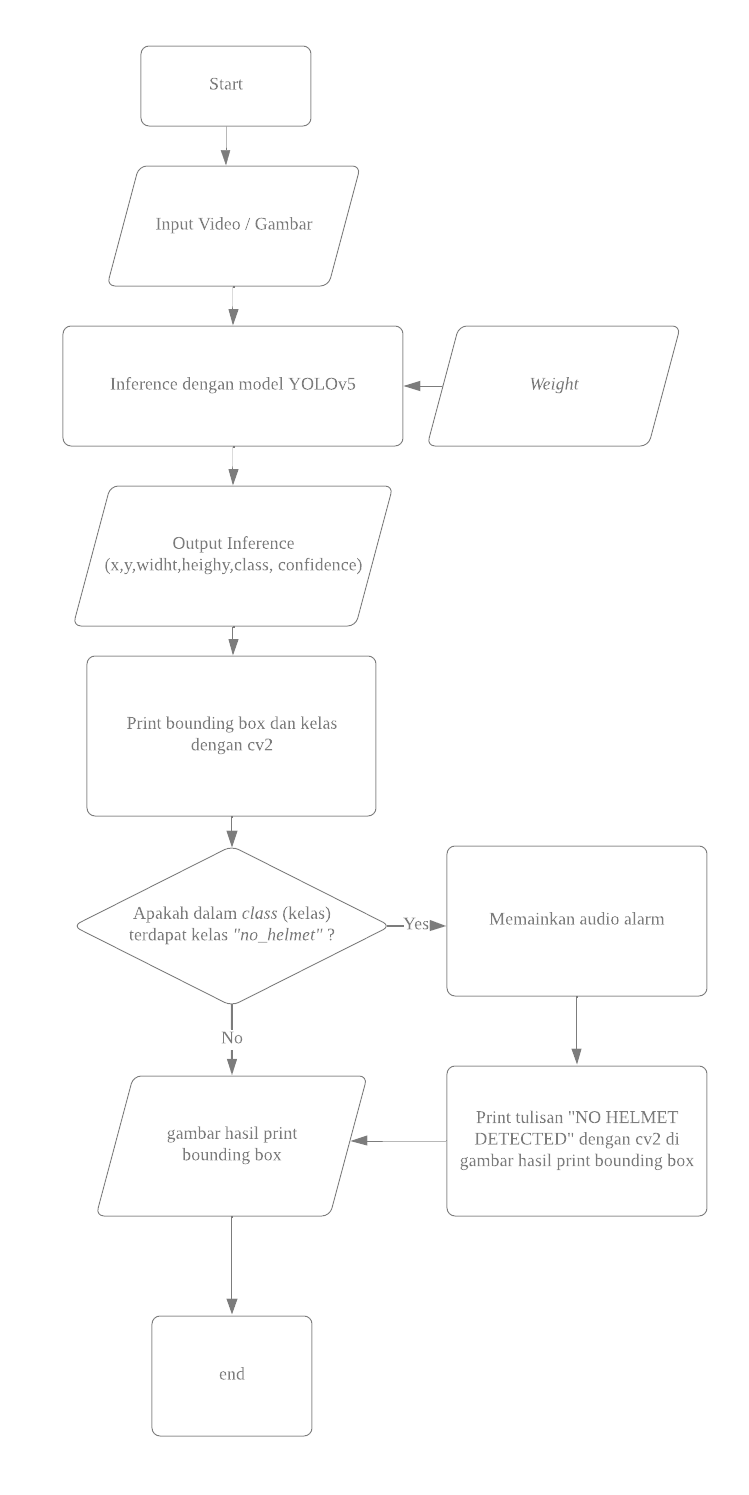 Start
Input Video / Gambar
Inference dengan model YOLOv5
Weight
Output Inference
(x,y,widht,heighy,class, confidence)
Print bounding box dan kelas
dengan cv2
Apakah dalam class (kelas)
terdapat kelas "no_helmet" ?
Yes
Memainkan audio alarm
No
Print tulisan "NO HELMET
DETECTED" dengan cv2 di
gambar hasil print bounding box
gambar hasil print
bounding box
end